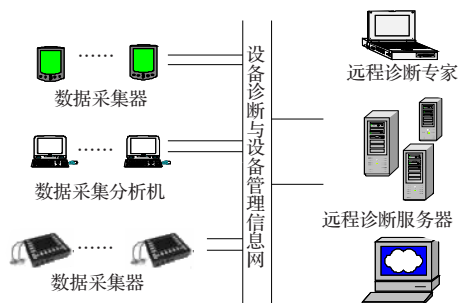 ……
数据采集器
……
数据采集分析机
……
数据采集器
设备诊断与设备管理信息网
远程诊断专家
远程诊断服务器